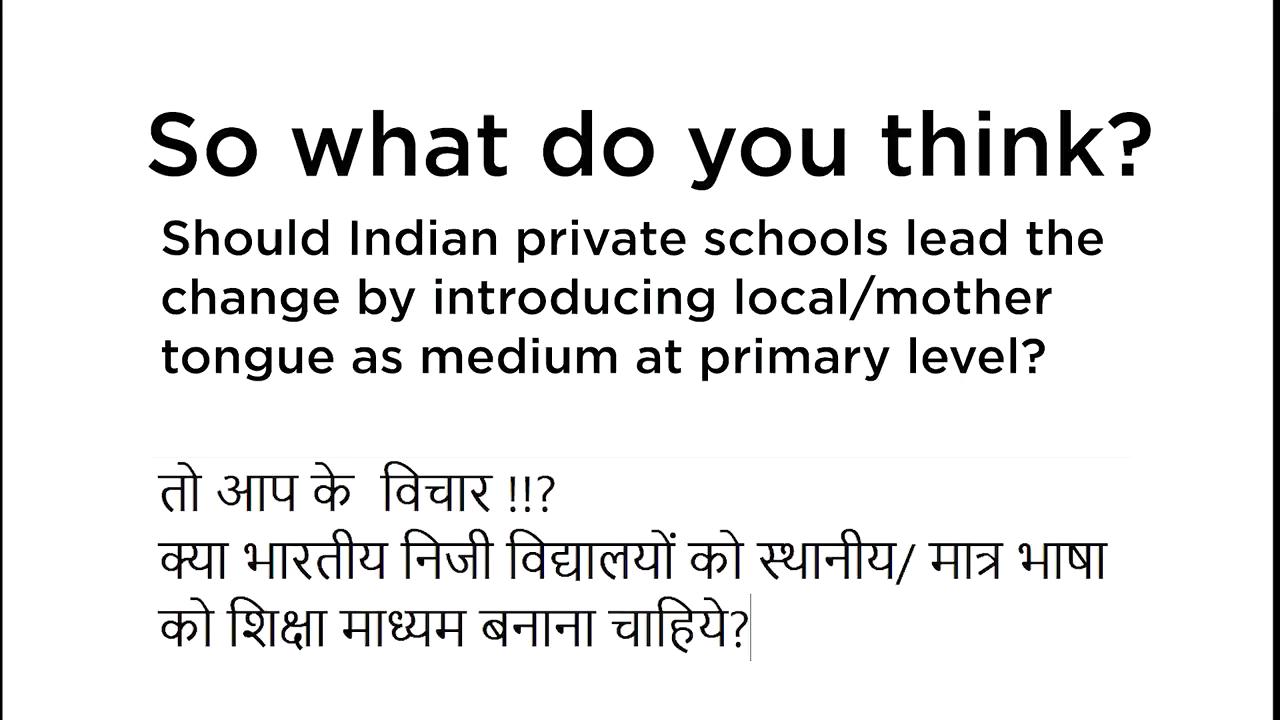 So what do you think?
Should Indian private schools lead the
change by introducing local/mother
tongue as medium at primary level?
तो आप के विचार !!?
क्या भारतीय निजी विद्यालयों को स्थानीय/ मात्र भाषा
को शिक्षा माध्यम बनाना चाहिये?